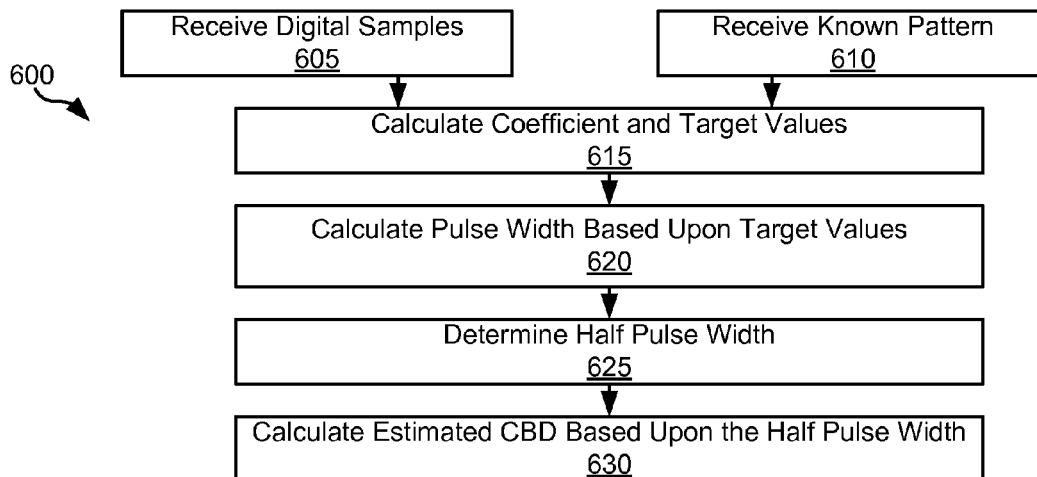 Receive Digital Samples
605
Receive Known Pattern
610
600
Calculate Coefficient and Target Values
615
Calculate Pulse Width Based Upon Target Values
620
Determine Half Pulse Width
625
Calculate Estimated CBD Based Upon the Half Pulse Width
630